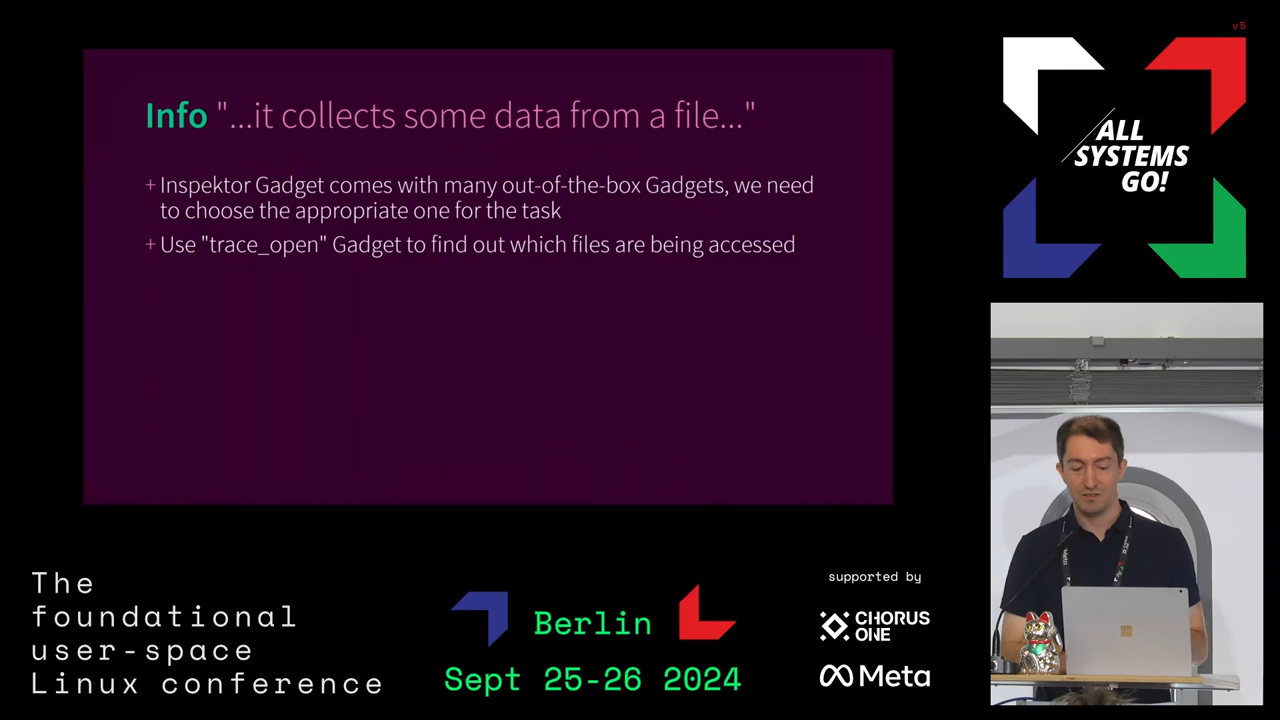 v5
Info "...it collects some data from a file..."
+ Inspektor Gadget comes with many out-of-the-box Gadgets, we need
to choose the appropriate one for the task
+ Use "trace_open" Gadget to find out which files are being accessed
ALL
SYSTEMS
GO!
The
foundational
user-space
Linux conference
Berlin
Sept 25-26 2024
supported by
CHORUS
ONE
Meta
Meta